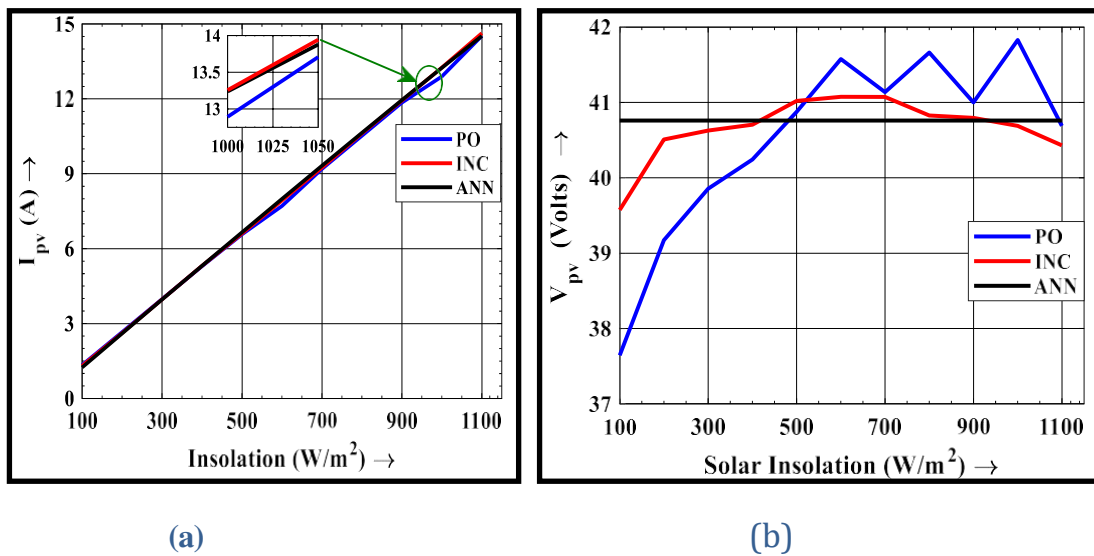 15
12
9
6
3
0
I_pv (A) →
14
13.5
13
1000 1025 1050
PO
INC
ANN
100 300 500 700 900 1100
Insolation (W/m²) →
(a)
42
41
40
39
38
37
V_pv (Volts) →
PO
INC
ANN
100 300 500 700 900 1100
Solar Insolation (W/m²) →
(b)